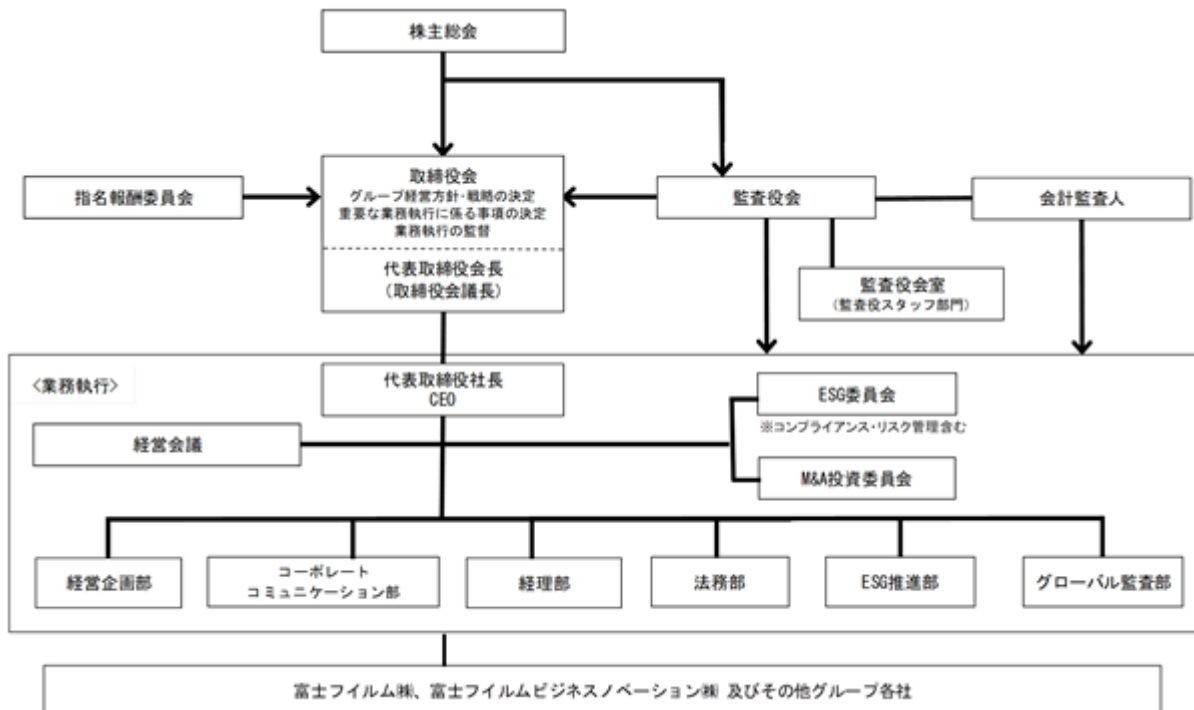 株主総会
指名報酬委員会
取締役会
グループ経営方針・戦略の決定
重要な業務執行に係る事項の決定
業務執行の監督
代表取締役会長
(取締役会議長)
監査役会
会計監査人
監査役会室
(監査役スタッフ部門)
<業務執行>
代表取締役社長
CEO
経営会議
ESG委員会
※コンプライアンス・リスク管理含む
M&A投資委員会
経営企画部
コーポレート
コミュニケーション部
経理部
法務部
ESG推進部
グローバル監査部
富士フイルム㈱、富士フイルムビジネスノベーション㈱ 及びその他グループ各社